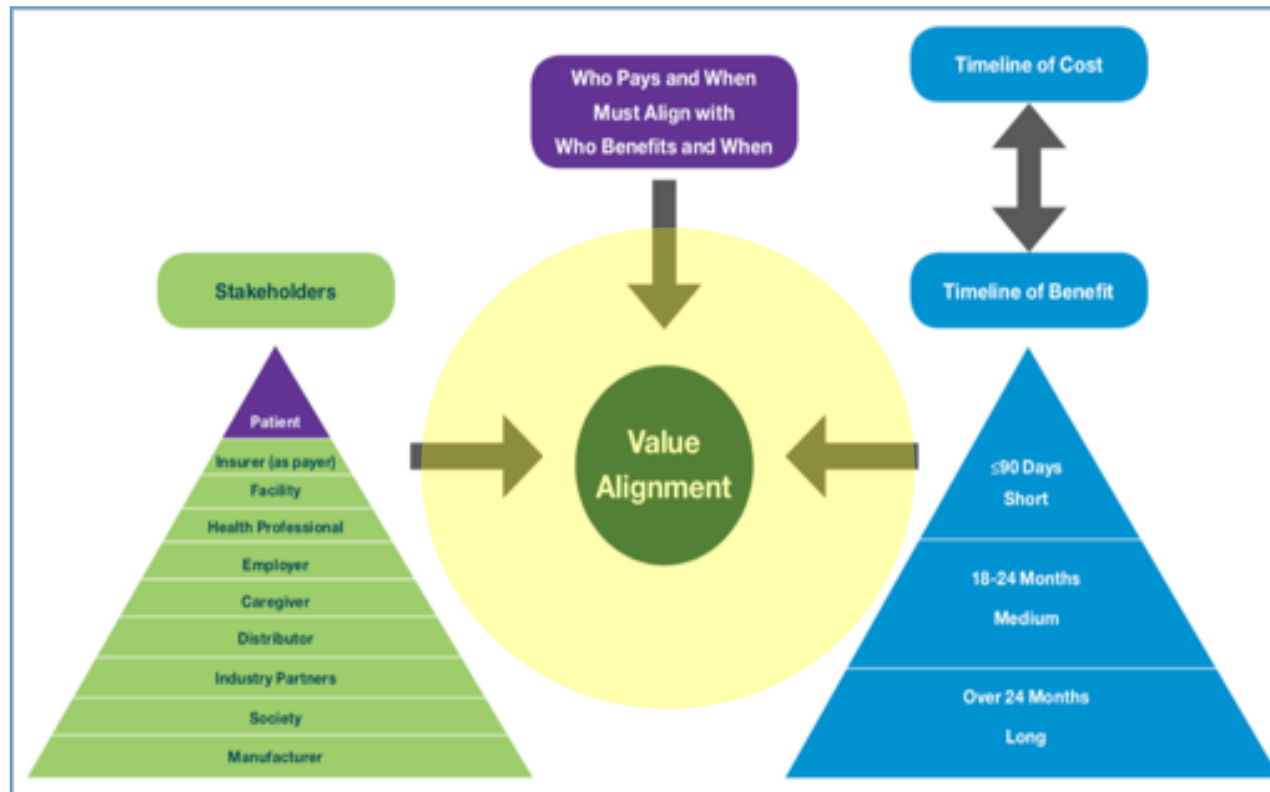 Who Pays and When
Must Align with
Who Benefits and When
Timeline of Cost
Stakeholders
Timeline of Benefit
Patient
Insurer (as payer)
Facility
Health Professional
Employer
Caregiver
Distributor
Industry Partners
Society
Manufacturer
Value
Alignment
≤90 Days
Short
18-24 Months
Medium
Over 24 Months
Long